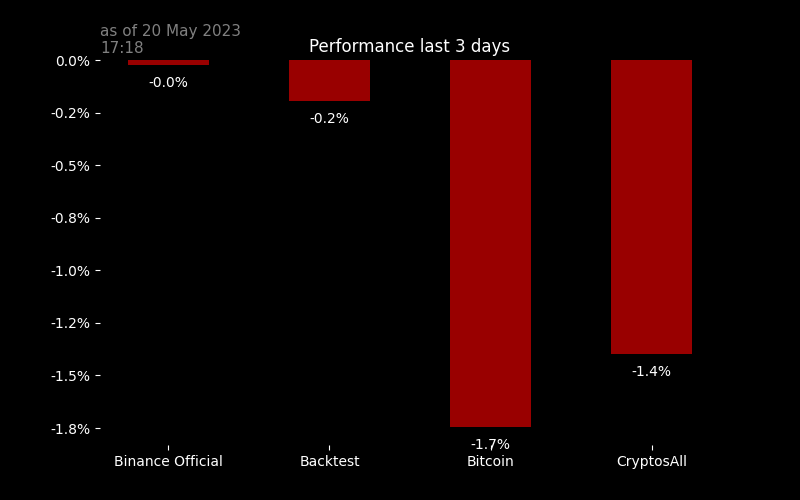 as of 20 May 2023
17:18
Performance last 3 days
0.0%
-0.2%
-0.5%
-0.8%
-1.0%
-1.2%
-1.5%
-1.8%
-0.0%
-0.2%
-1.7%
-1.4%
Binance Official
Backtest
Bitcoin
CryptosAll